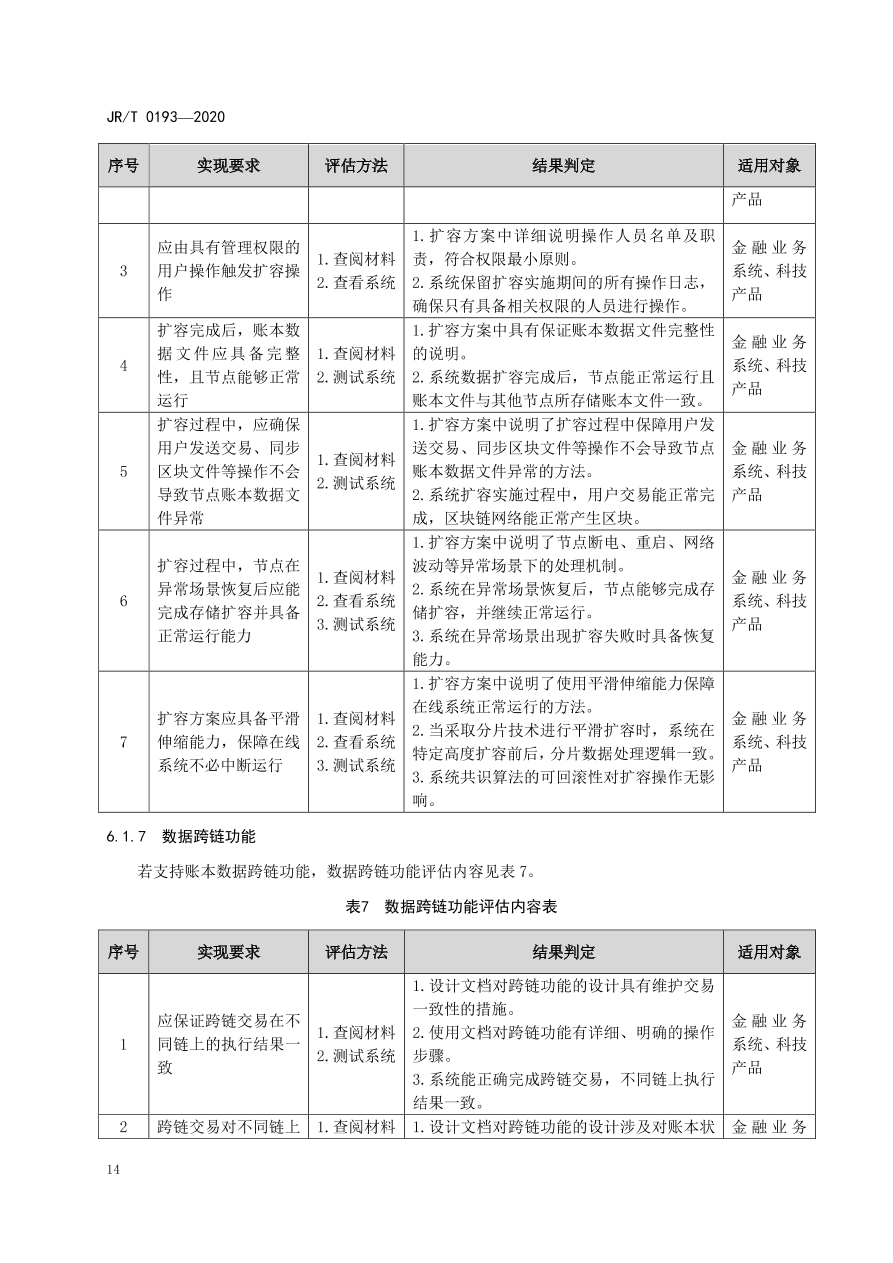 JR/T 0193—2020
序号 实现要求 评估方法 结果判定 适用对象
产品
3
应由具有管理权限的
用户操作触发扩容操
作
1.查阅材料
2.查看系统
1.扩容方案中详细说明操作人员名单及职
责，符合权限最小原则。
2.系统保留扩容实施期间的所有操作日志，
确保只有具备相关权限的人员进行操作。
金融业务
系统、科技
产品
4
扩容完成后，账本数
据文件应具备完整
性，且节点能够正常
运行
1.查阅材料
2.测试系统
1.扩容方案中具有保证账本数据文件完整性
的说明。
2.系统数据扩容完成后，节点能正常运行且
账本文件与其他节点所存储账本文件一致。
金融业务
系统、科技
产品
5
扩容过程中，应确保
用户发送交易、同步
区块文件等操作不会
导致节点账本数据文
件异常
1.查阅材料
2.测试系统
1.扩容方案中说明了扩容过程中保障用户发
送交易、同步区块文件等操作不会导致节点
账本数据文件异常的方法。
2.系统扩容实施过程中，用户交易能正常完
成，区块链网络能正常产生区块。
金融业务
系统、科技
产品
6
扩容过程中，节点在
异常场景恢复后应能
完成存储扩容并具备
正常运行能力
1.查阅材料
2.查看系统
3.测试系统
1.扩容方案中说明了节点断电、重启、网络
波动等异常场景下的处理机制。
2.系统在异常场景恢复后，节点能够完成存
储扩容，并继续正常运行。
3.系统在异常场景出现扩容失败时具备恢复
能力。
金融业务
系统、科技
产品
7
扩容方案应具备平滑
伸缩能力，保障在线
系统不必中断运行
1.查阅材料
2.查看系统
3.测试系统
1.扩容方案中说明了使用平滑伸缩能力保障
在线系统正常运行的方法。
2.当采取分片技术进行平滑扩容时，系统在
特定高度扩容前后，分片数据处理逻辑一致。
3.系统共识算法的可回滚性对扩容操作无影
响。
金融业务
系统、科技
产品
6.1.7 数据跨链功能
若支持账本数据跨链功能，数据跨链功能评估内容见表 7。
表7 数据跨链功能评估内容表
序号 实现要求 评估方法 结果判定 适用对象
1
应保证跨链交易在不
同链上的执行结果一
致
1.查阅材料
2.测试系统
1.设计文档对跨链功能的设计具有维护交易
一致性的措施。
2.使用文档对跨链功能有详细、明确的操作
步骤。
3.系统能正确完成跨链交易，不同链上执行
结果一致。
金融业务
系统、科技
产品
2 跨链交易对不同链上 1.查阅材料 1.设计文档对跨链功能的设计涉及对账本状 金融业务
14